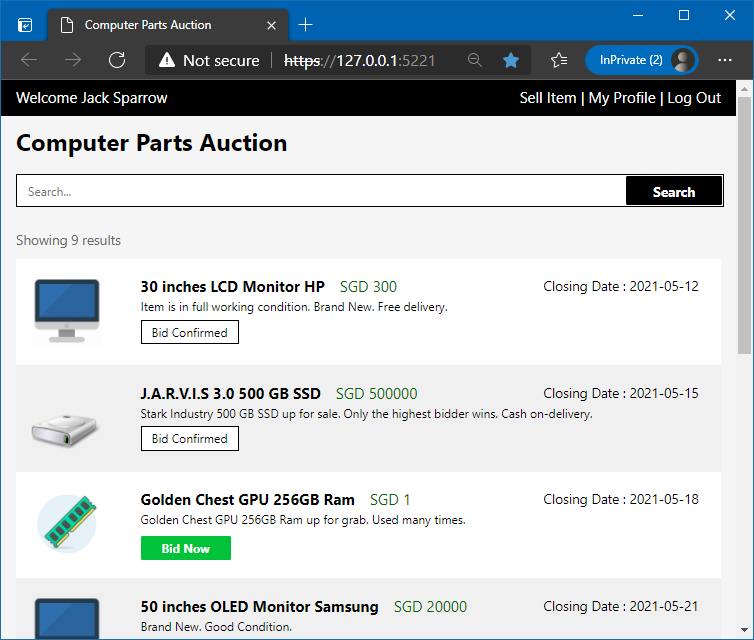 Computer Parts Auction
Not secure https://127.0.0.1:5221 InPrivate (2)
Welcome Jack Sparrow Sell Item | My Profile | Log Out
Computer Parts Auction
Search... Search
Showing 9 results
30 inches LCD Monitor HP SGD 300 Closing Date : 2021-05-12
Item is in full working condition. Brand New. Free delivery.
Bid Confirmed
J.A.R.V.I.S 3.0 500 GB SSD SGD 500000 Closing Date : 2021-05-15
Stark Industry 500 GB SSD up for sale. Only the highest bidder wins. Cash on-delivery.
Bid Confirmed
Golden Chest GPU 256GB Ram SGD 1 Closing Date : 2021-05-18
Golden Chest GPU 256GB Ram up for grab. Used many times.
Bid Now
50 inches OLED Monitor Samsung SGD 20000 Closing Date : 2021-05-21
Brand New. Good Condition.